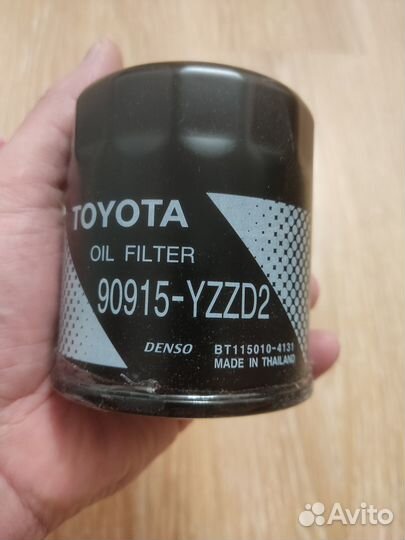 TOYOTA
OIL FILTER
90915-YZZD2
DENSO BT115010-4131
MADE IN THAILAND
Avito